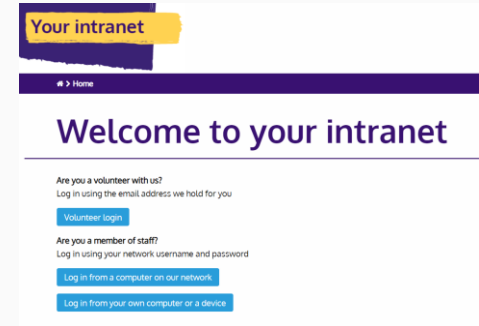 Your intranet
> Home
Welcome to your intranet
Are you a volunteer with us?
Log in using the email address we hold for you
Volunteer login
Are you a member of staff?
Log in using your network username and password
Log in from a computer on our network
Log in from your own computer or a device